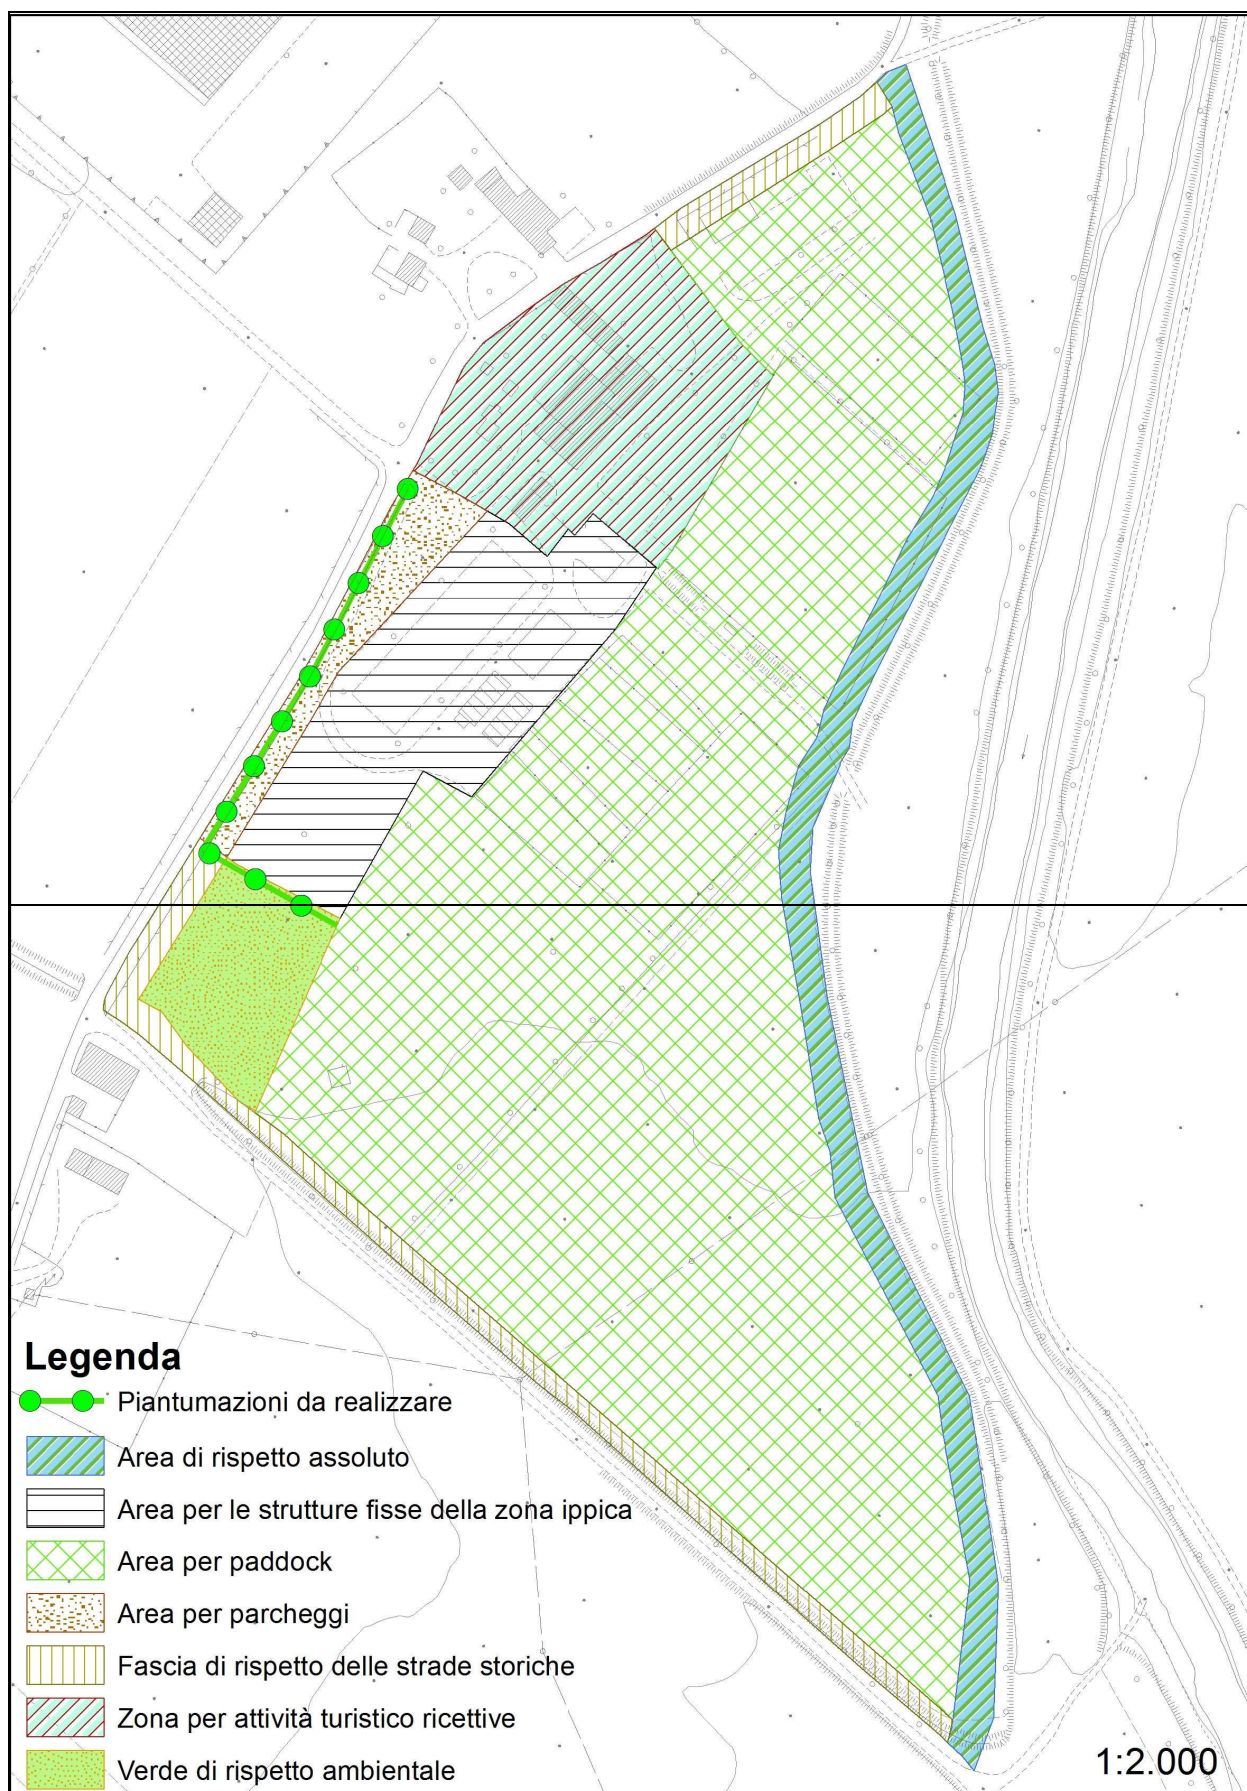 Legenda
Piantumazioni da realizzare
Area di rispetto assoluto
Area per le strutture fisse della zona ippica
Area per paddock
Area per parcheggi
Fascia di rispetto delle strade storiche
Zona per attività turistico ricettive
Verde di rispetto ambientale
1:2.000